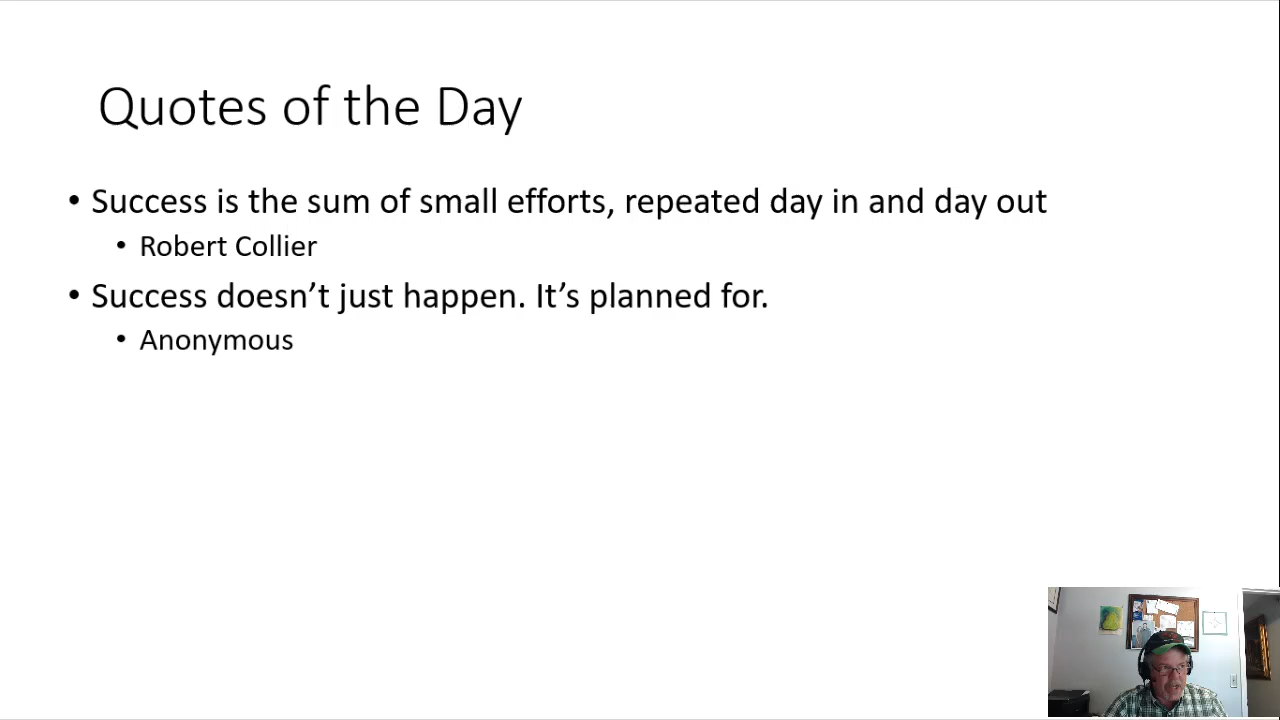 Quotes of the Day
• Success is the sum of small efforts, repeated day in and day out
• Robert Collier
• Success doesn’t just happen. It’s planned for.
• Anonymous